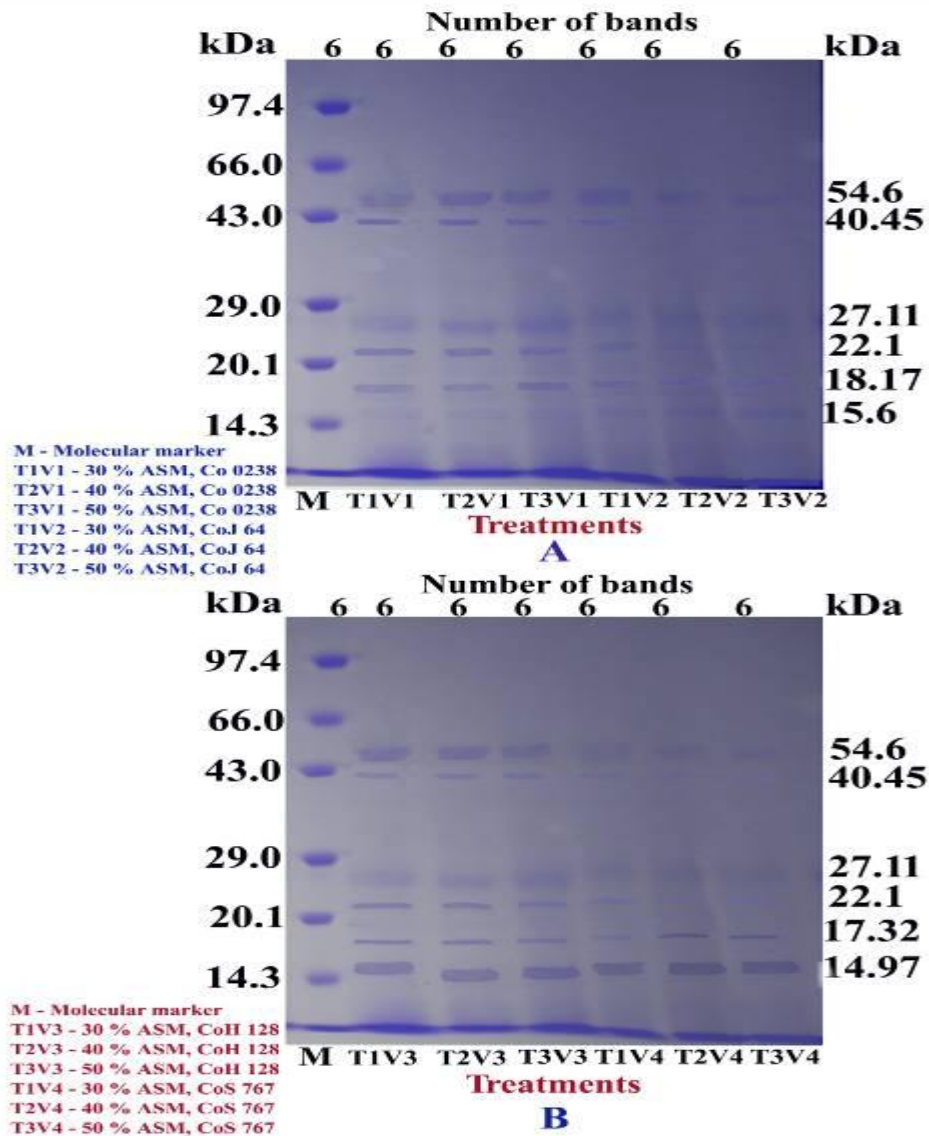 Number of bands
kDa 6 6 6 6 6 6 6 kDa
97.4
66.0
54.6
43.0
40.45
29.0
27.11
22.1
20.1
18.17
15.6
14.3
M - Molecular marker
T1V1 - 30 % ASM, Co 0238
T2V1 - 40 % ASM, Co 0238
T3V1 - 50 % ASM, Co 0238
T1V2 - 30 % ASM, CoJ 64
T2V2 - 40 % ASM, CoJ 64
T3V2 - 50 % ASM, CoJ 64
M T1V1 T2V1 T3V1 T1V2 T2V2 T3V2
Treatments
A
Number of bands
kDa 6 6 6 6 6 6 6 kDa
97.4
66.0
54.6
43.0
40.45
29.0
27.11
22.1
20.1
17.32
14.97
14.3
M - Molecular marker
T1V3 - 30 % ASM, CoH 128
T2V3 - 40 % ASM, CoH 128
T3V3 - 50 % ASM, CoH 128
T1V4 - 30 % ASM, CoS 767
T2V4 - 40 % ASM, CoS 767
T3V4 - 50 % ASM, CoS 767
M T1V3 T2V3 T3V3 T1V4 T2V4 T3V4
Treatments
B